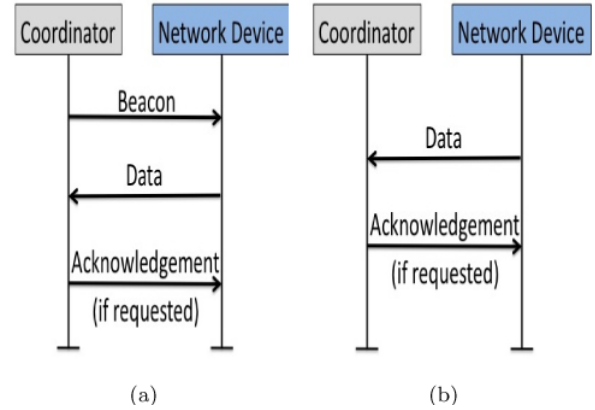 Coordinator
Network Device
Beacon
Data
Acknowledgement
(if requested)
(a)
Coordinator
Network Device
Data
Acknowledgement
(if requested)
(b)